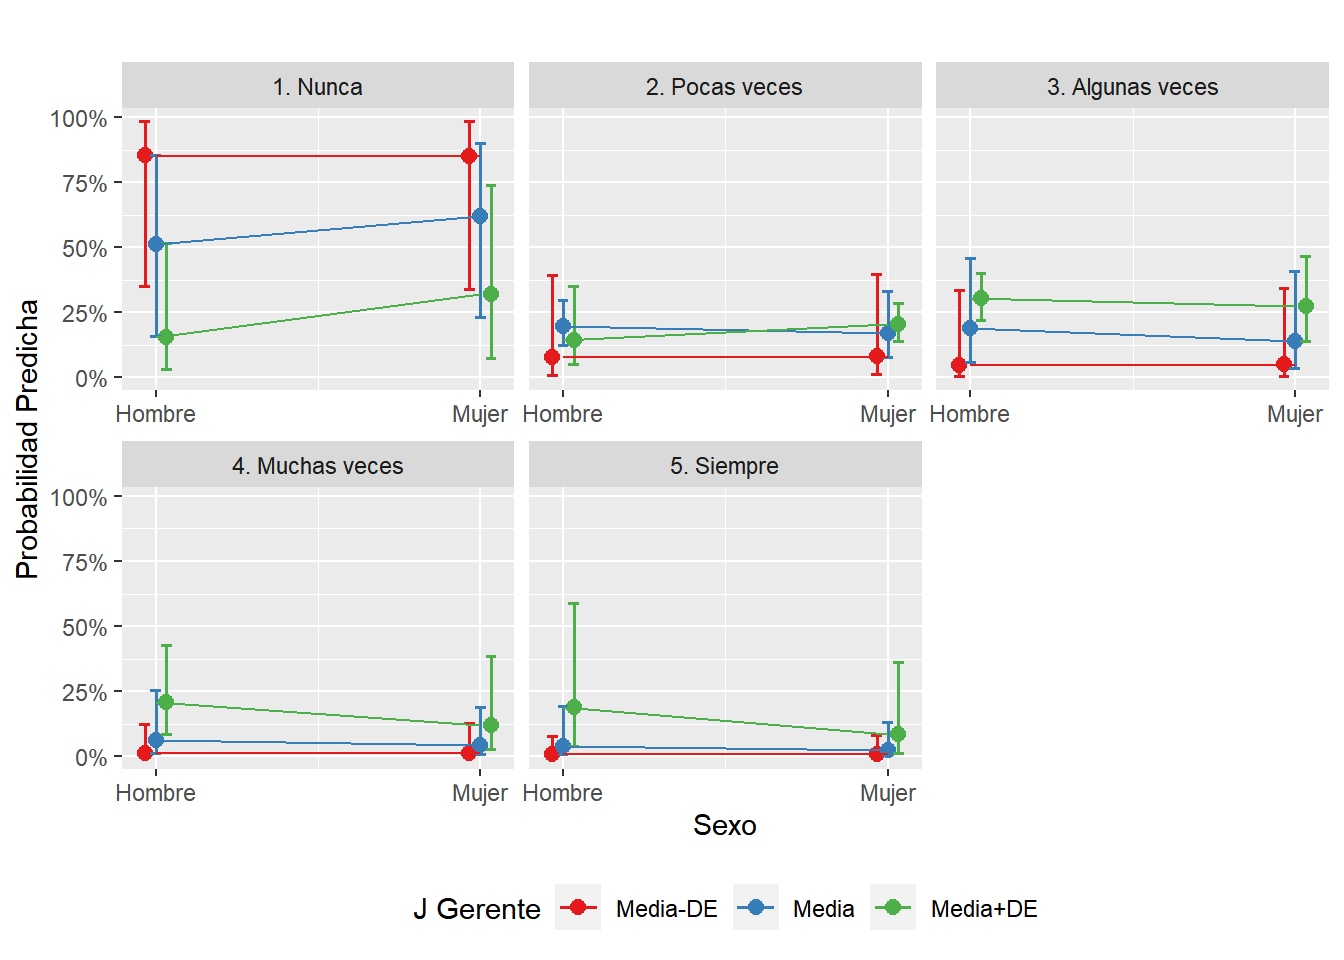 1. Nunca
2. Pocas veces
3. Algunas veces
100%
75%
50%
25%
0%
Hombre
Mujer
Hombre
Mujer
Hombre
Mujer
4. Muchas veces
5. Siempre
100%
75%
50%
25%
0%
Hombre
Mujer
Hombre
Mujer
Probabilidad Predicha
Sexo
J Gerente
Media-DE
Media
Media+DE